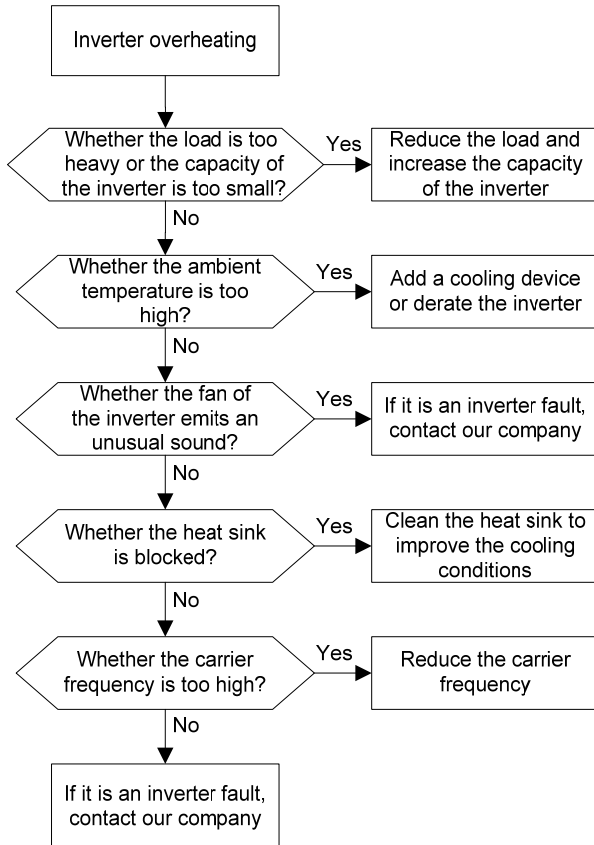 Inverter overheating
Whether the load is too
heavy or the capacity of
the inverter is too small?
Yes
Reduce the load and
increase the capacity
of the inverter
No
Whether the ambient
temperature is too
high?
Yes
Add a cooling device
or derate the inverter
No
Whether the fan of
the inverter emits an
unusual sound?
Yes
If it is an inverter fault,
contact our company
No
Whether the heat sink
is blocked?
Yes
Clean the heat sink to
improve the cooling
conditions
No
Whether the carrier
frequency is too high?
Yes
Reduce the carrier
frequency
No
If it is an inverter fault,
contact our company